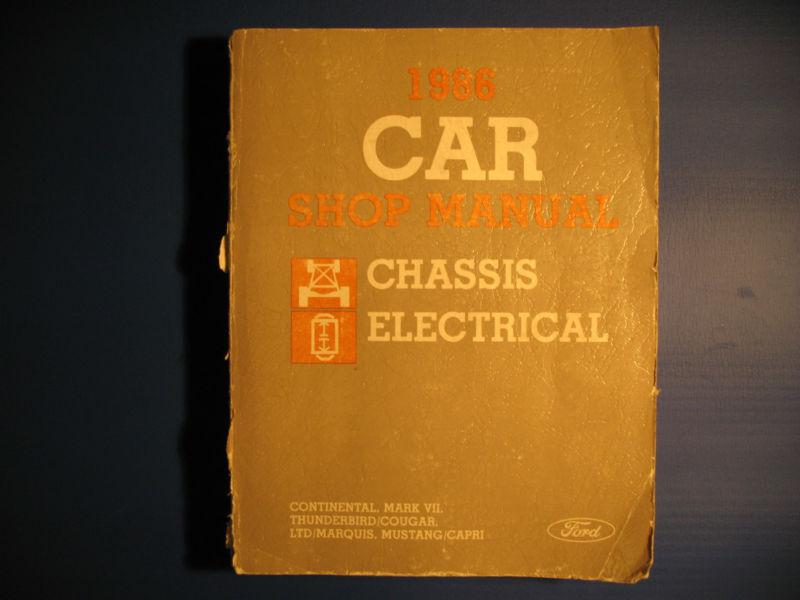 1986
CAR
SHOP MANUAL
CHASSIS
ELECTRICAL
CONTINENTAL, MARK VII,
THUNDERBIRD/COUGAR,
LTD/MARQUIS, MUSTANG/CAPRI
Ford